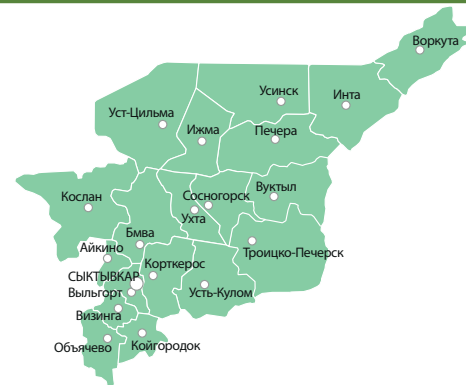 Воркута
Усинск
Инта
Уст-Цильма
Ижма
Печера
Вуктыл
Кослан
Сосногорск
Ухта
Бмва
Айкино
Троицко-Печерск
Корткерос
СЫКТЫВКАР
Выльгорт
Усть-Кулом
Визинга
Объячево
Койгородок